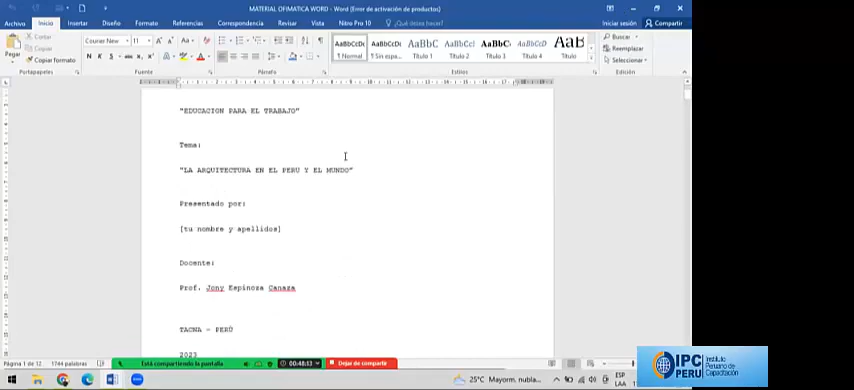 MATERIAL OFIMATICA WORD - Word (Error de activación de productos)
Archivo Inicio Insertar Diseño Formato Referencias Correspondencia Revisar Vista Nitro Pro 10 ¿Qué desea hacer? Iniciar sesión Compartir
Pegar
Cortar
Copiar
Copiar formato
Portapapeles
Courier New 11
N K S
Fuente
Párrafo
AaBbCcDc AaBbCcDc AaBbC AaBbCcI AaBbC AaBbCcD AaB
¶ Normal ¶ Sin espa... Título 1 Título 2 Título 3 Título 4 Título
Estilos
Buscar
Reemplazar
Seleccionar
Edición
"EDUCACION PARA EL TRABAJO"
Tema:
"LA ARQUITECTURA EN EL PERU Y EL MUNDO"
Presentado por:
[tu nombre y apellidos]
Docente:
Prof. Jony Espinoza Canaza
TACNA – PERÚ
2023
Página 1 de 12 1744 palabras
Está compartiendo la pantalla 00:48:13 Dejar de compartir
25°C Mayorm. nubla...
ESP
LAA
IPC
PERU
Instituto
Peruano de
Capacitación